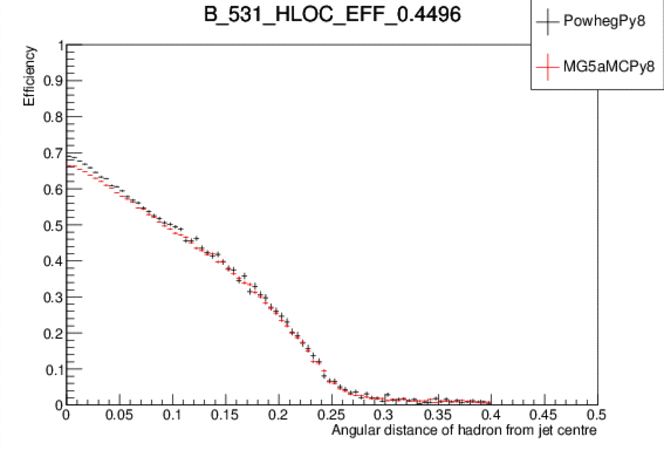 B_531_HLOC_EFF_0.4496
PowhegPy8
MG5aMCPy8
Efficiency
1
0.9
0.8
0.7
0.6
0.5
0.4
0.3
0.2
0.1
0
0 0.05 0.1 0.15 0.2 0.25 0.3 0.35 0.4 0.45 0.5
Angular distance of hadron from jet centre